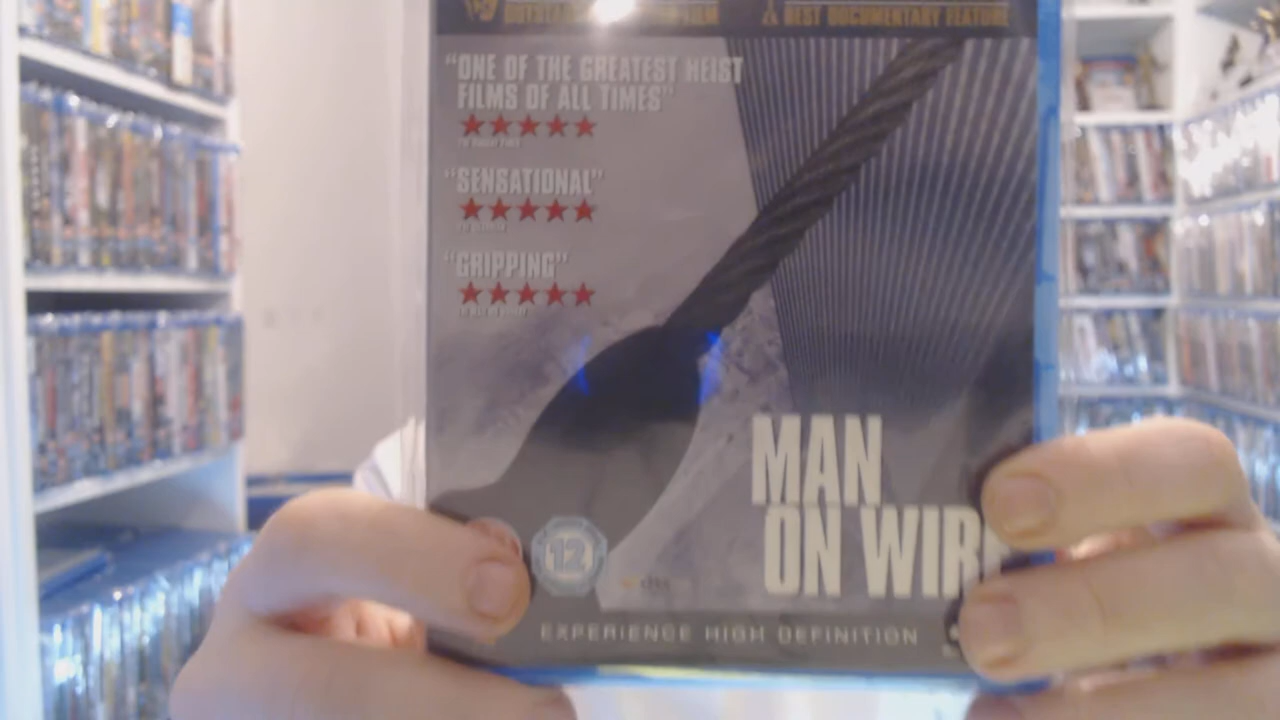 FILM
BEST DOCUMENTARY FEATURE
"ONE OF THE GREATEST HEIST
FILMS OF ALL TIMES"
"SENSATIONAL"
"GRIPPING"
MAN
ON WIRE
12
EXPERIENCE HIGH DEFINITION